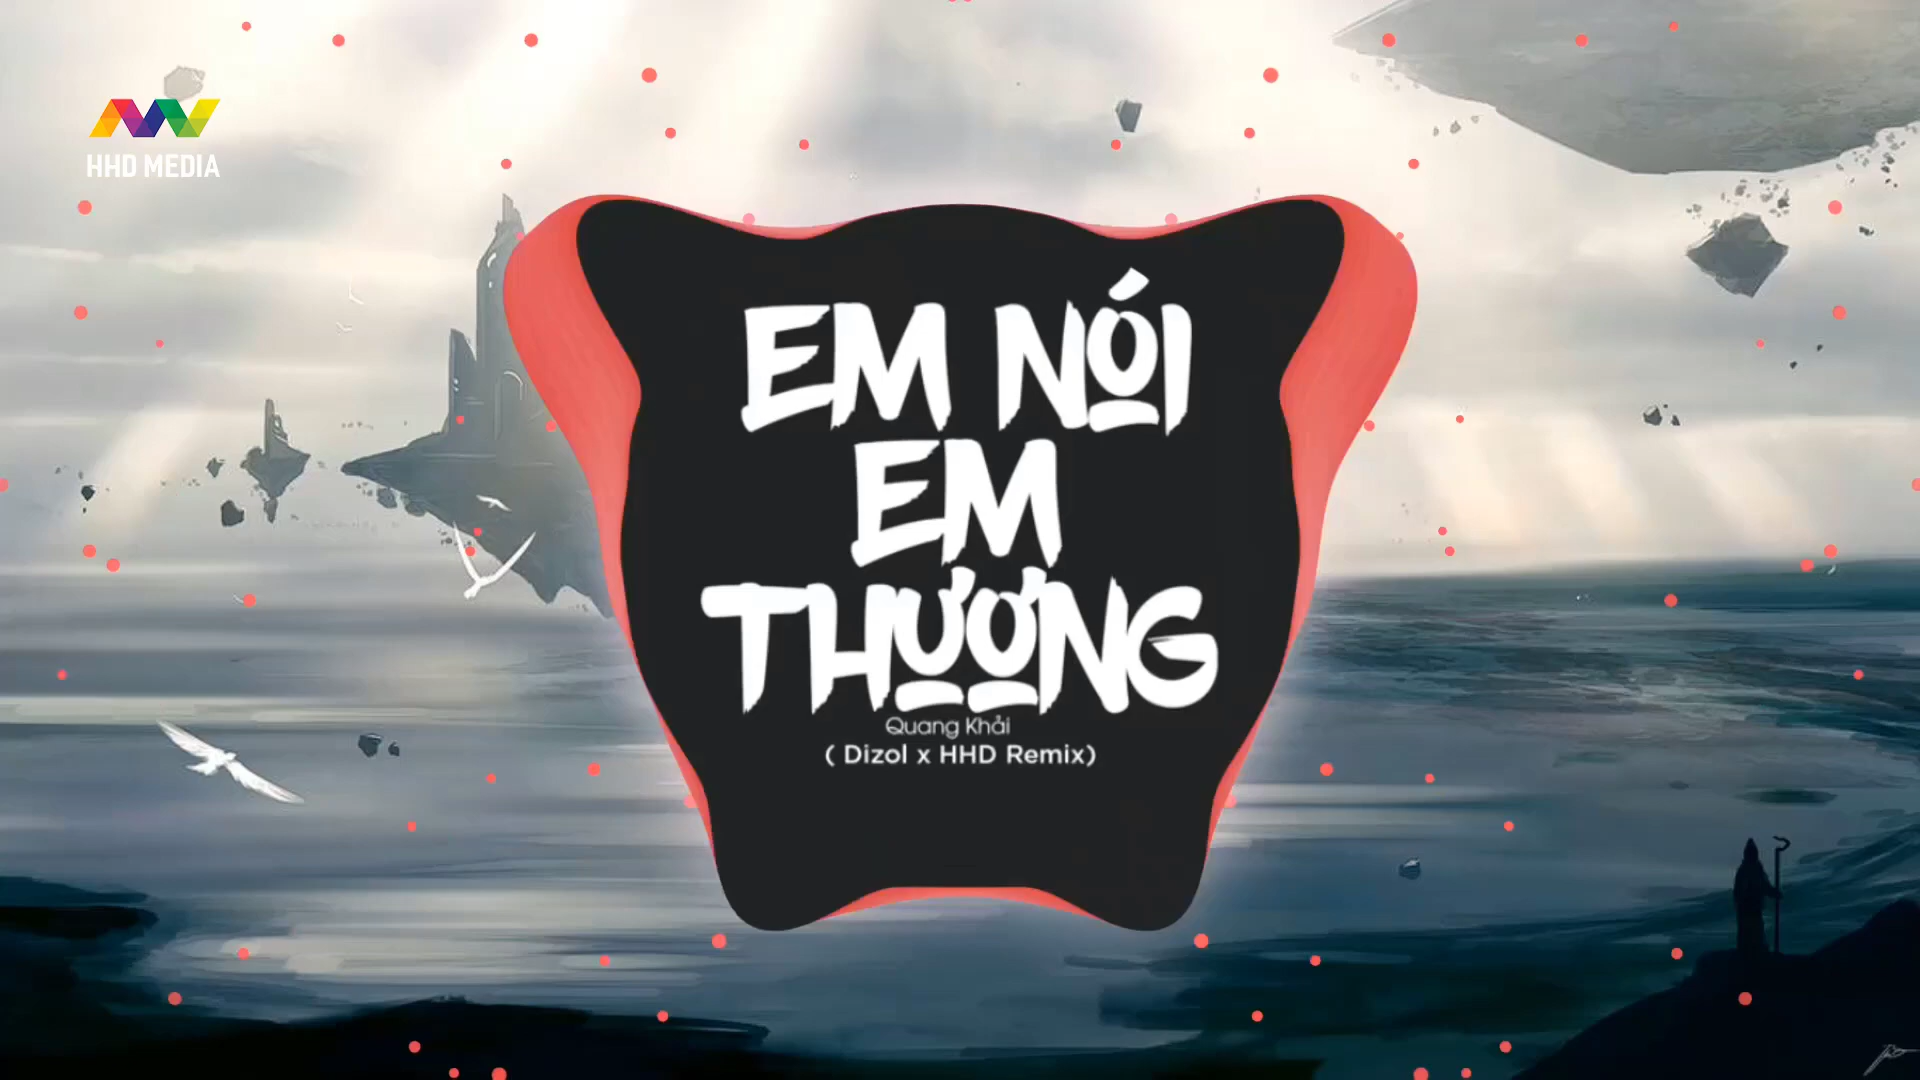 HHD MEDIA
EM NÓI
EM
THƯƠNG
Quang Khải
( Dizol x HHD Remix)